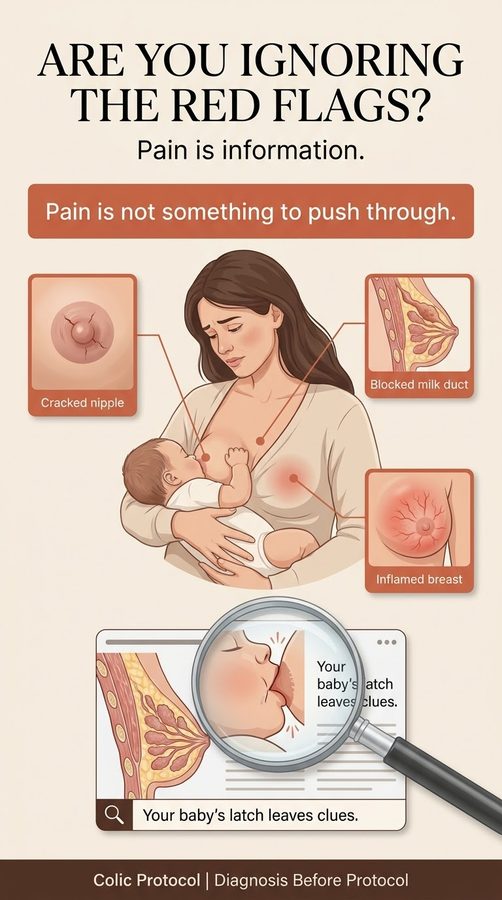 ARE YOU IGNORING
THE RED FLAGS?
Pain is information.
Pain is not something to push through.
Cracked nipple
Blocked milk duct
Inflamed breast
Your
baby's latch
leaves clues.
Your baby's latch leaves clues.
Colic Protocol | Diagnosis Before Protocol